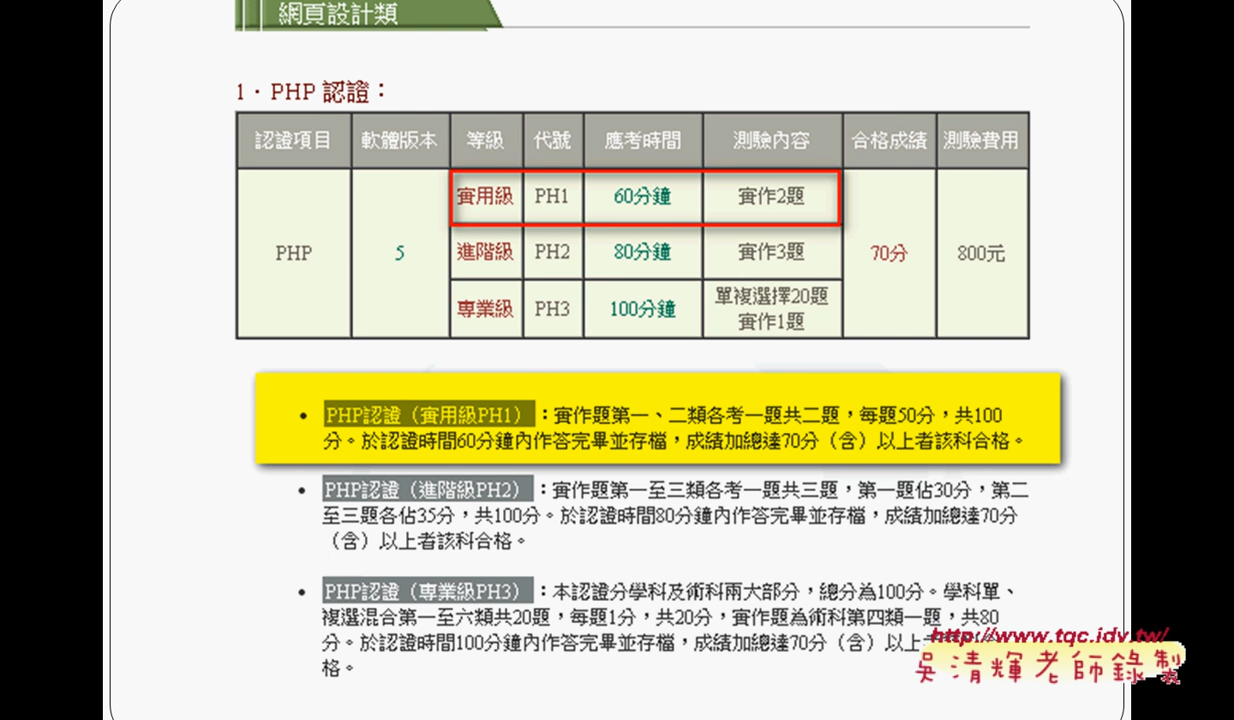 網頁設計類
1．PHP 認證：
認證項目 軟體版本 等級 代號 應考時間 測驗內容 合格成績 測驗費用
PHP 5 實用級 PH1 60分鐘 實作2題 70分 800元
進階級 PH2 80分鐘 實作3題
專業級 PH3 100分鐘 單複選擇20題
實作1題
• PHP認證（實用級PH1）：實作題第一、二類各考一題共二題，每題50分，共100
分。於認證時間60分鐘內作答完畢並存檔，成績加總達70分（含）以上者該科合格。
• PHP認證（進階級PH2）：實作題第一至三類各考一題共三題，第一題佔30分，第二
至三題各佔35分，共100分。於認證時間80分鐘內作答完畢並存檔，成績加總達70分
（含）以上者該科合格。
• PHP認證（專業級PH3）：本認證分學科及術科兩大部分，總分為100分。學科單、
複選混合第一至六類共20題，每題1分，共20分，實作題為術科第四類一題，共80
分。於認證時間100分鐘內作答完畢並存檔，成績加總達70分（含）以上
格。
http://www.tqc.idv.tw/
吳清輝老師錄製